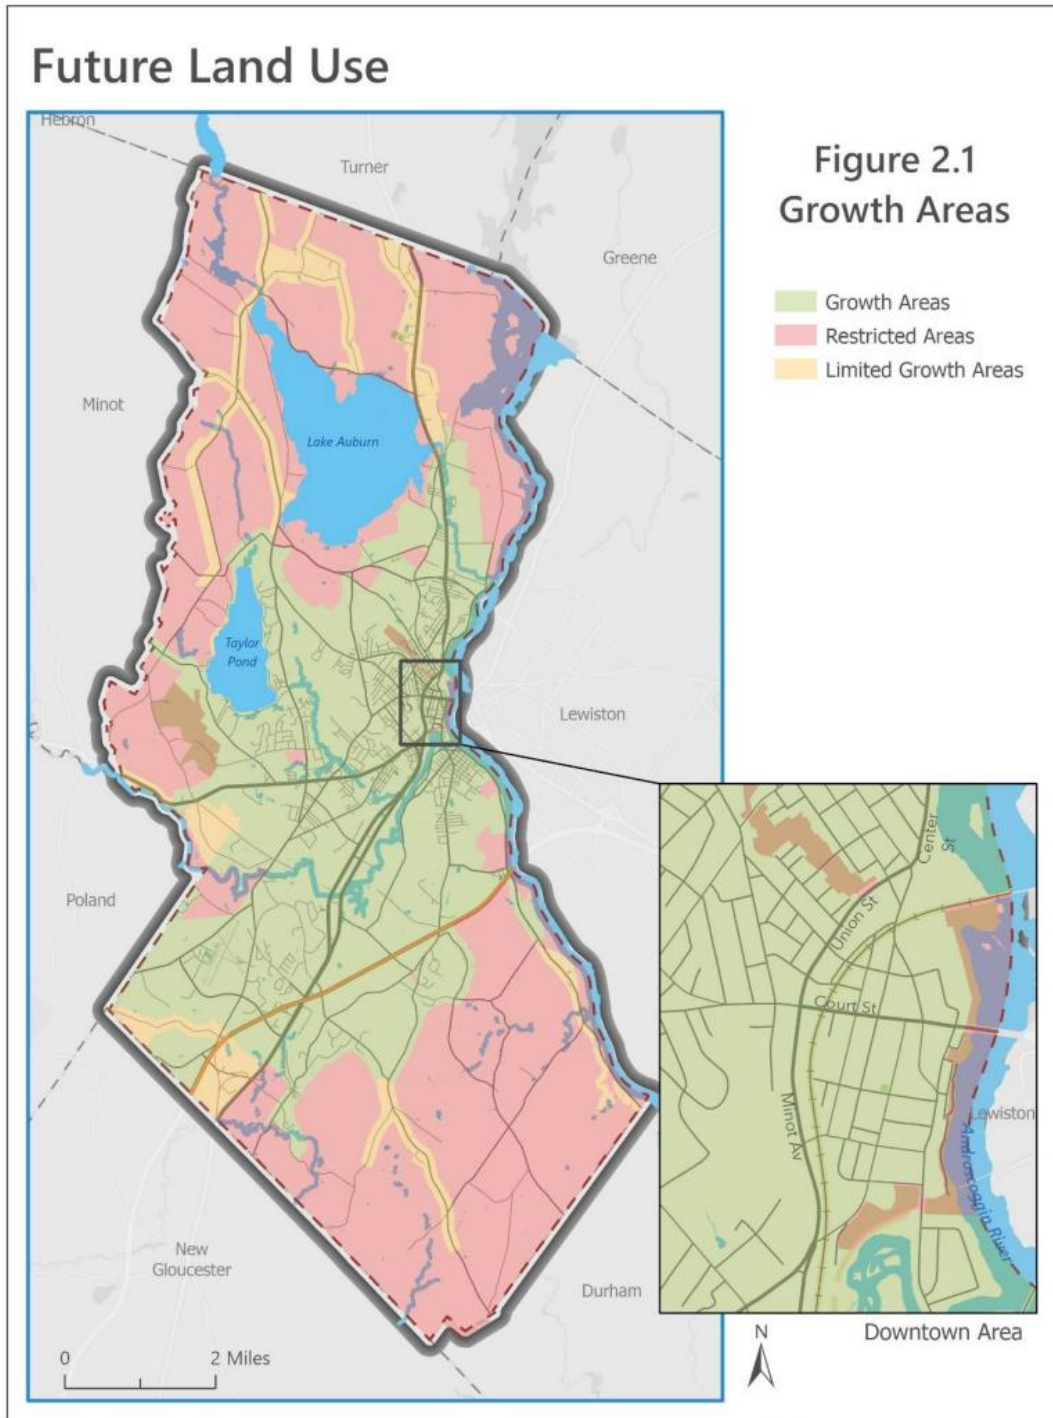 Future Land Use
Hebron
Turner
Figure 2.1
Growth Areas
Greene
Growth Areas
Restricted Areas
Limited Growth Areas
Minot
Lake Auburn
Taylor
Pond
Lewiston
Poland
Center
St
Union St
Court St
Minot Av
Lewiston
Androscoggin River
New
Gloucester
Durham
N
Downtown Area
0 2 Miles